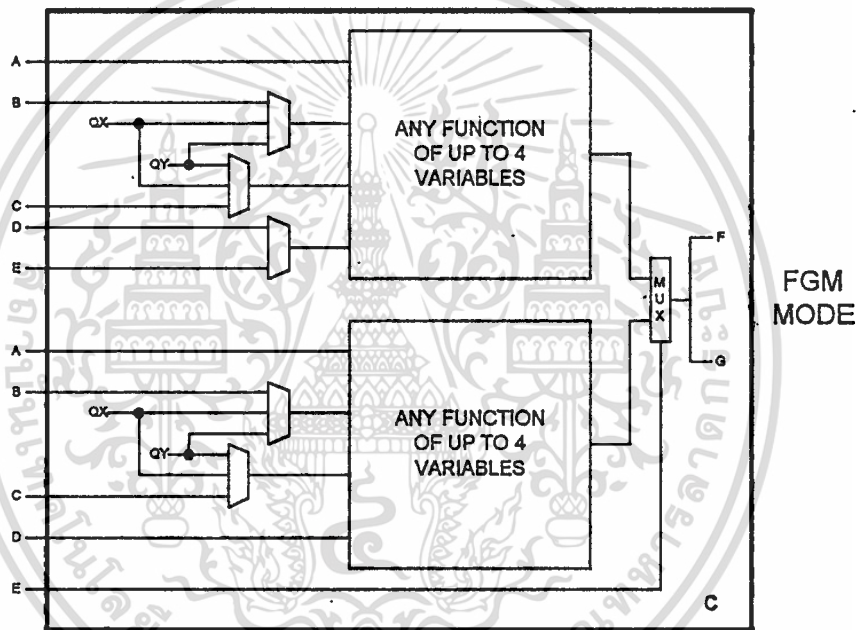 A
B
QX
QY
C
D
E
ANY FUNCTION
OF UP TO 4
VARIABLES
MUX
F
G
FGM
MODE
A
B
QX
QY
C
D
E
ANY FUNCTION
OF UP TO 4
VARIABLES
C